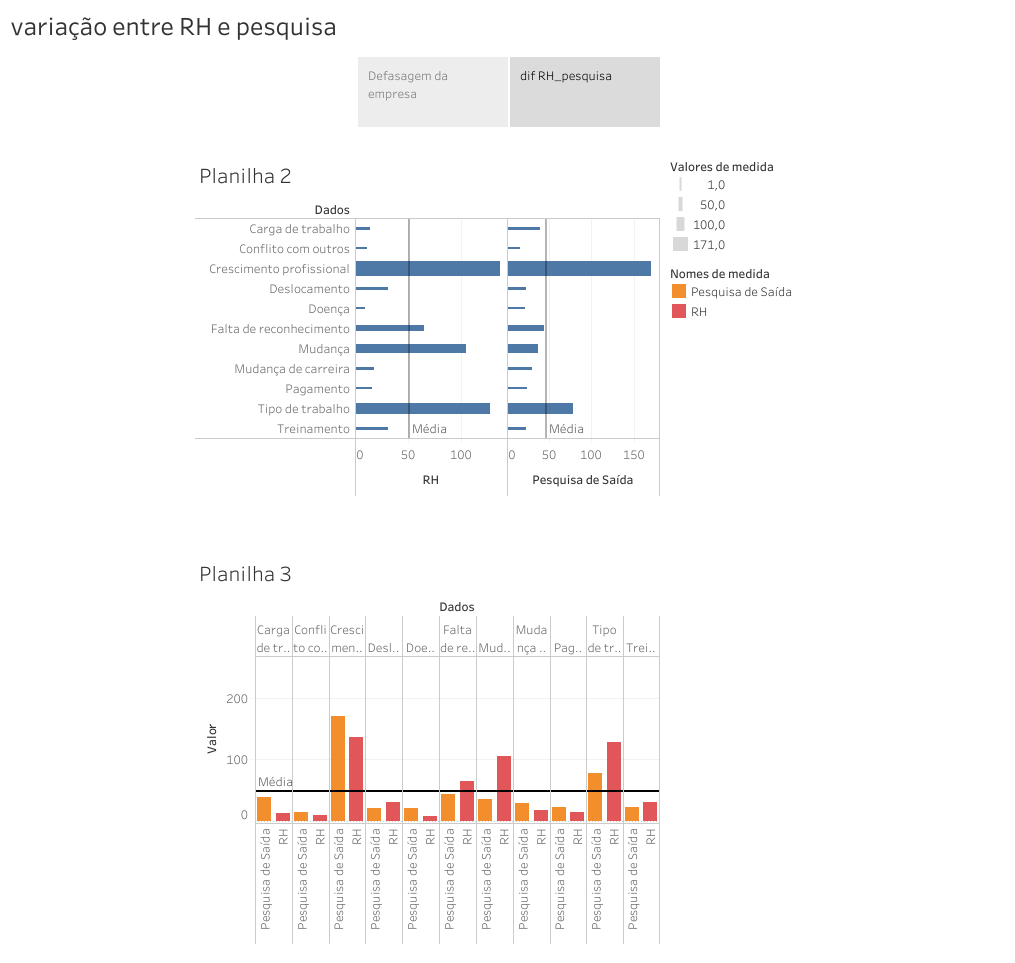 variação entre RH e pesquisa
Defasagem da
empresa
dif RH_pesquisa
Planilha 2
Dados
Carga de trabalho
Conflito com outros
Crescimento profissional
Deslocamento
Doença
Falta de reconhecimento
Mudança
Mudança de carreira
Pagamento
Tipo de trabalho
Treinamento
Média
Média
0 50 100
0 50 100 150
RH
Pesquisa de Saída
Valores de medida
1,0
50,0
100,0
171,0
Nomes de medida
Pesquisa de Saída
RH
Planilha 3
Dados
Carga
de tr..
Confli
to co..
Cresci
men..
Desl..
Doe..
Falta
de re..
Mud..
Muda
nça ..
Pag..
Tipo
de tr..
Trei..
Valor
200
100
0
Média
Pesquisa de Saída
RH
Pesquisa de Saída
RH
Pesquisa de Saída
RH
Pesquisa de Saída
RH
Pesquisa de Saída
RH
Pesquisa de Saída
RH
Pesquisa de Saída
RH
Pesquisa de Saída
RH
Pesquisa de Saída
RH
Pesquisa de Saída
RH
Pesquisa de Saída
RH